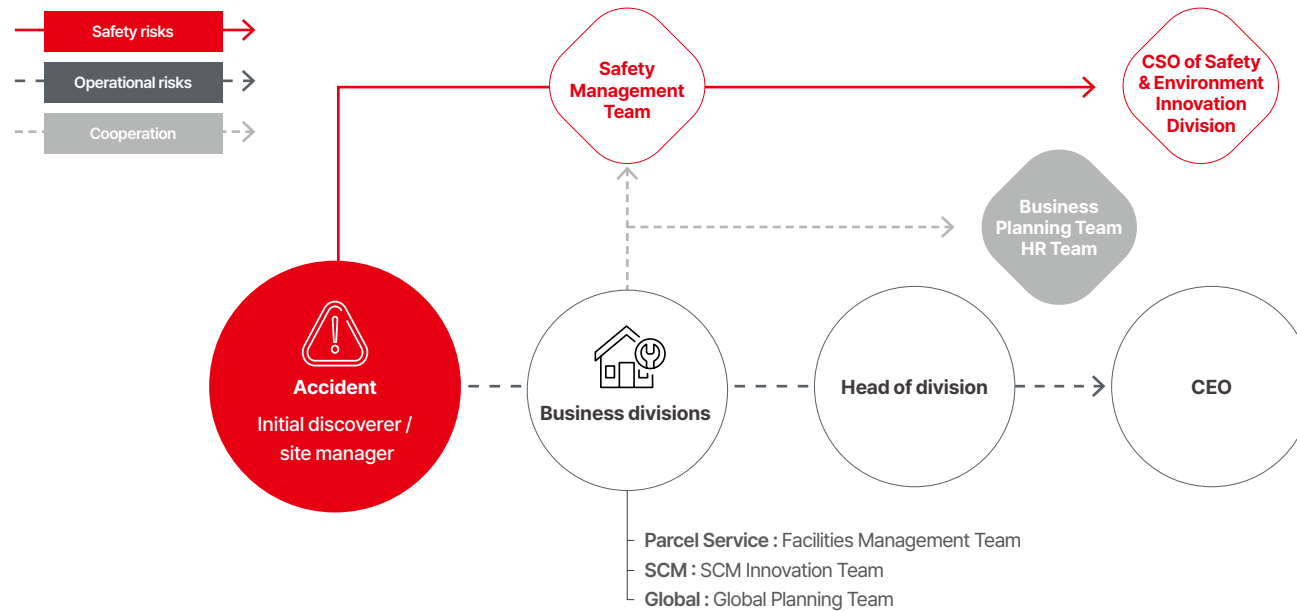 Safety risks
Operational risks
Cooperation
Safety
Management
Team
CSO of Safety
& Environment
Innovation
Division
Business
Planning Team
HR Team
Accident
Initial discoverer /
site manager
Business divisions
Head of division
CEO
Parcel Service : Facilities Management Team
SCM : SCM Innovation Team
Global : Global Planning Team